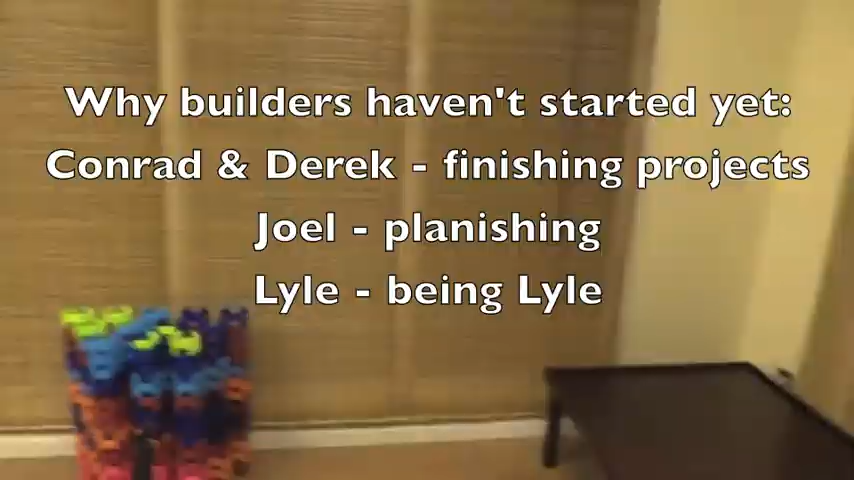 Why builders haven't started yet:
Conrad & Derek - finishing projects
Joel - planishing
Lyle - being Lyle